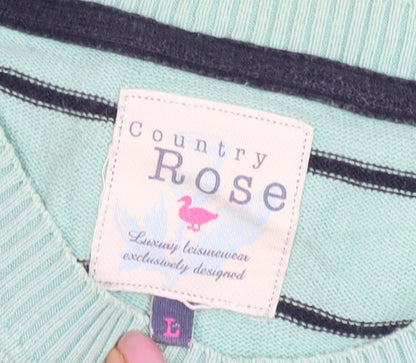 Country
Rose
Luxury leisurewear
exclusively designed
L